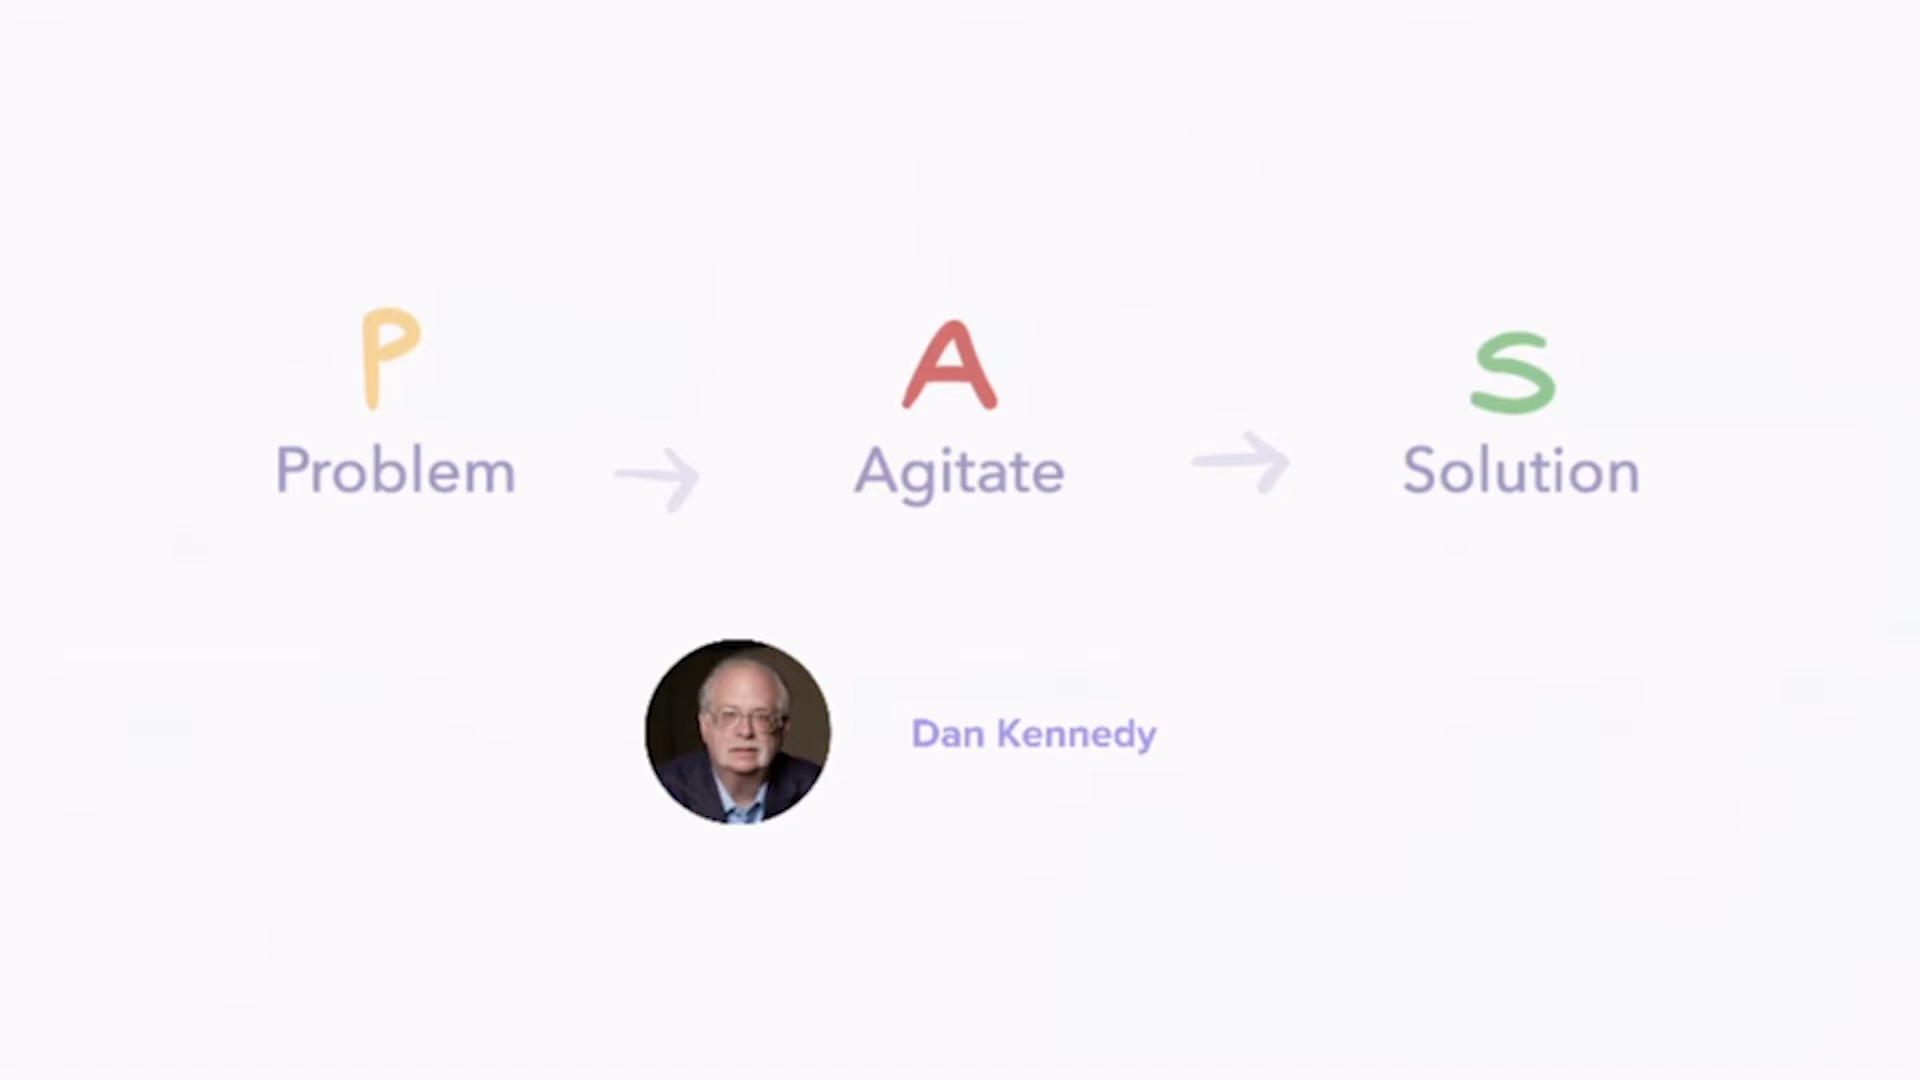 P A S
Problem → Agitate → Solution
Dan Kennedy